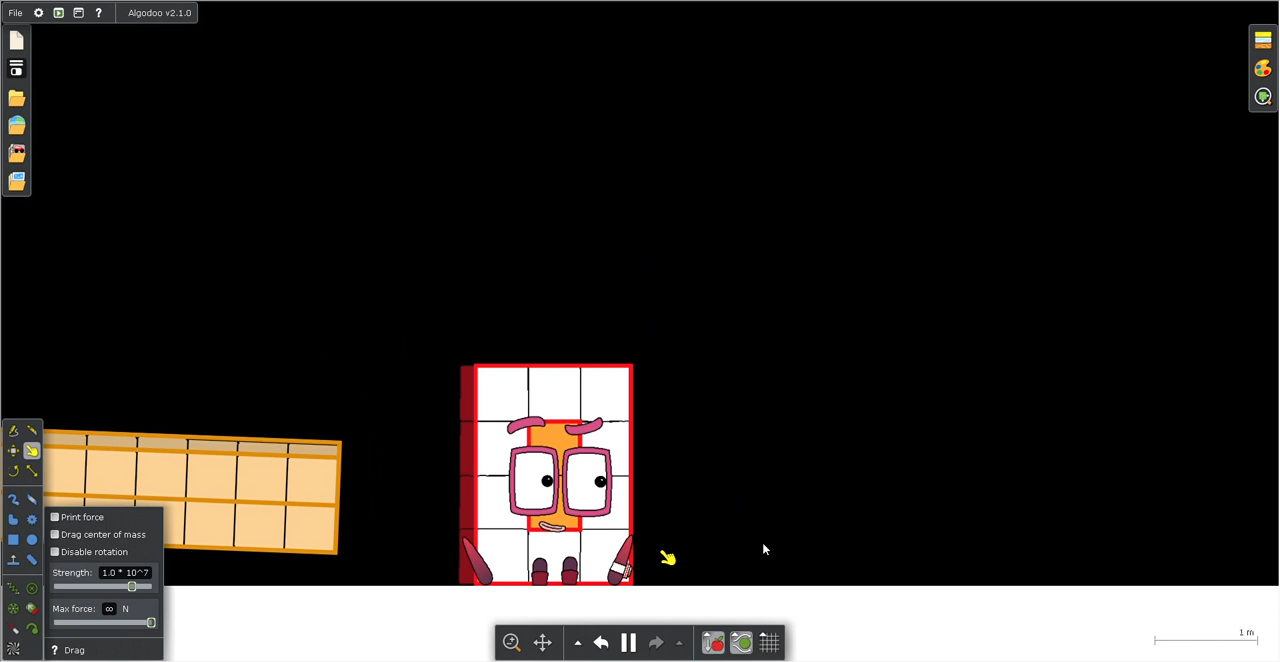 File ? Algodoo v2.1.0
Print force
Drag center of mass
Disable rotation
Strength: 1.0 * 10^7
Max force: ∞ N
? Drag
1 m